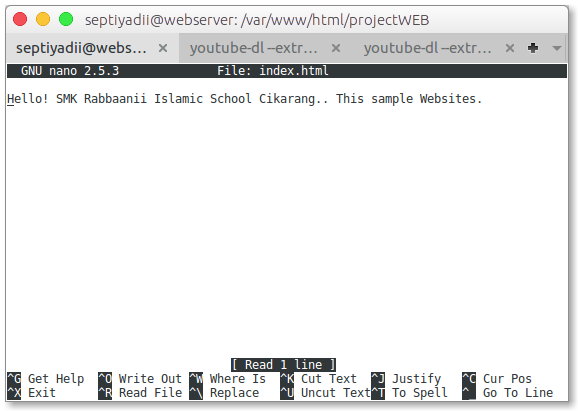 septiyadii@webserver: /var/www/html/projectWEB
septiyadii@webs... × youtube-dl --extr... × youtube-dl --extr... ×
GNU nano 2.5.3 File: index.html
Hello! SMK Rabbaanii Islamic School Cikarang.. This sample Websites.
[ Read 1 line ]
^G Get Help ^O Write Out ^W Where Is ^K Cut Text ^J Justify ^C Cur Pos
^X Exit ^R Read File ^\ Replace ^U Uncut Text ^T To Spell ^_ Go To Line